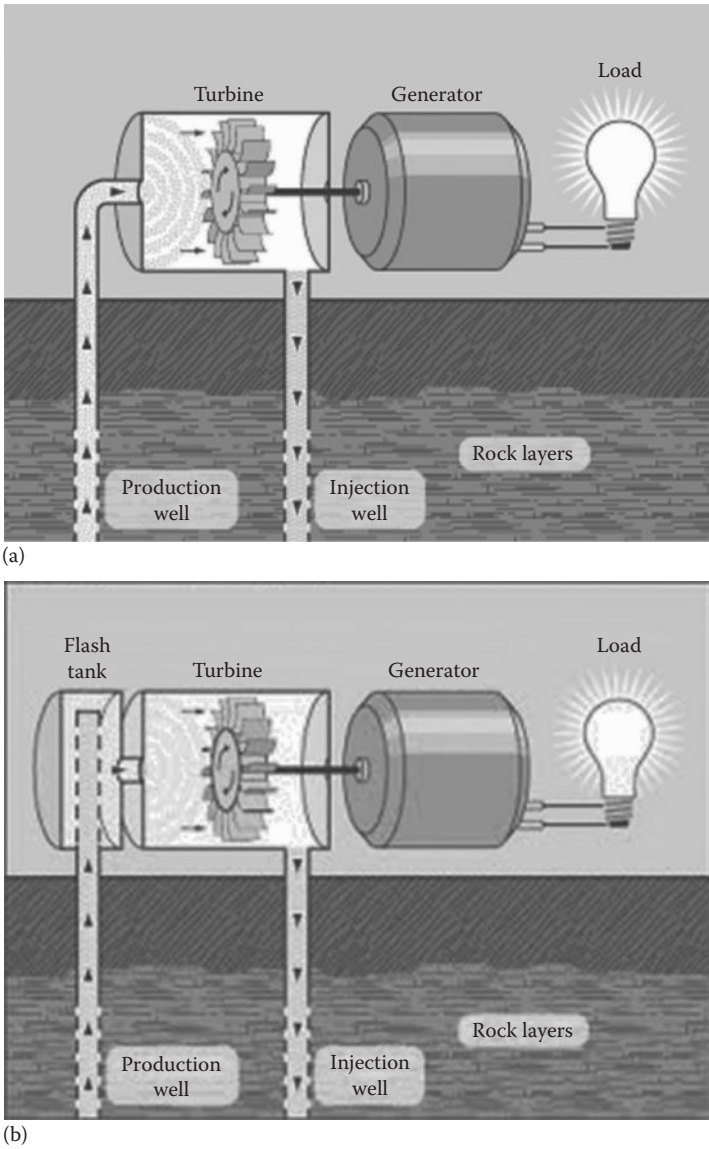 Turbine
Generator
Load
Rock layers
Production
well
Injection
well
(a)
Flash
tank
Turbine
Generator
Load
Rock layers
Production
well
Injection
well
(b)